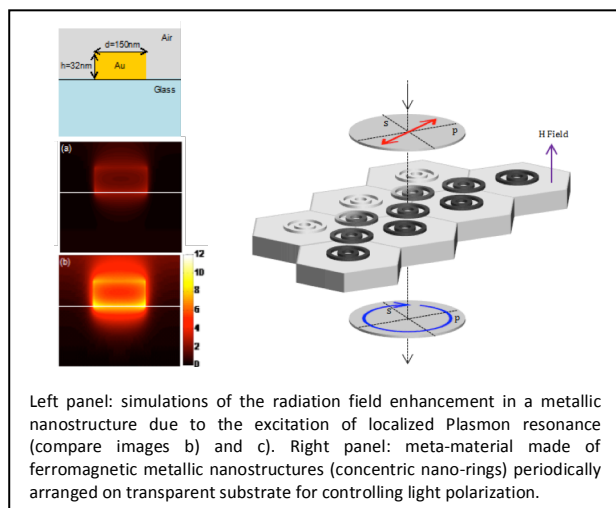 d=150nm
Air
h=32nm
Au
Glass
(a)
(b)
12
10
8
6
4
2
0
s
p
H Field
s
p
Left panel: simulations of the radiation field enhancement in a metallic
nanostructure due to the excitation of localized Plasmon resonance
(compare images b) and c). Right panel: meta-material made of
ferromagnetic metallic nanostructures (concentric nano-rings) periodically
arranged on transparent substrate for controlling light polarization.